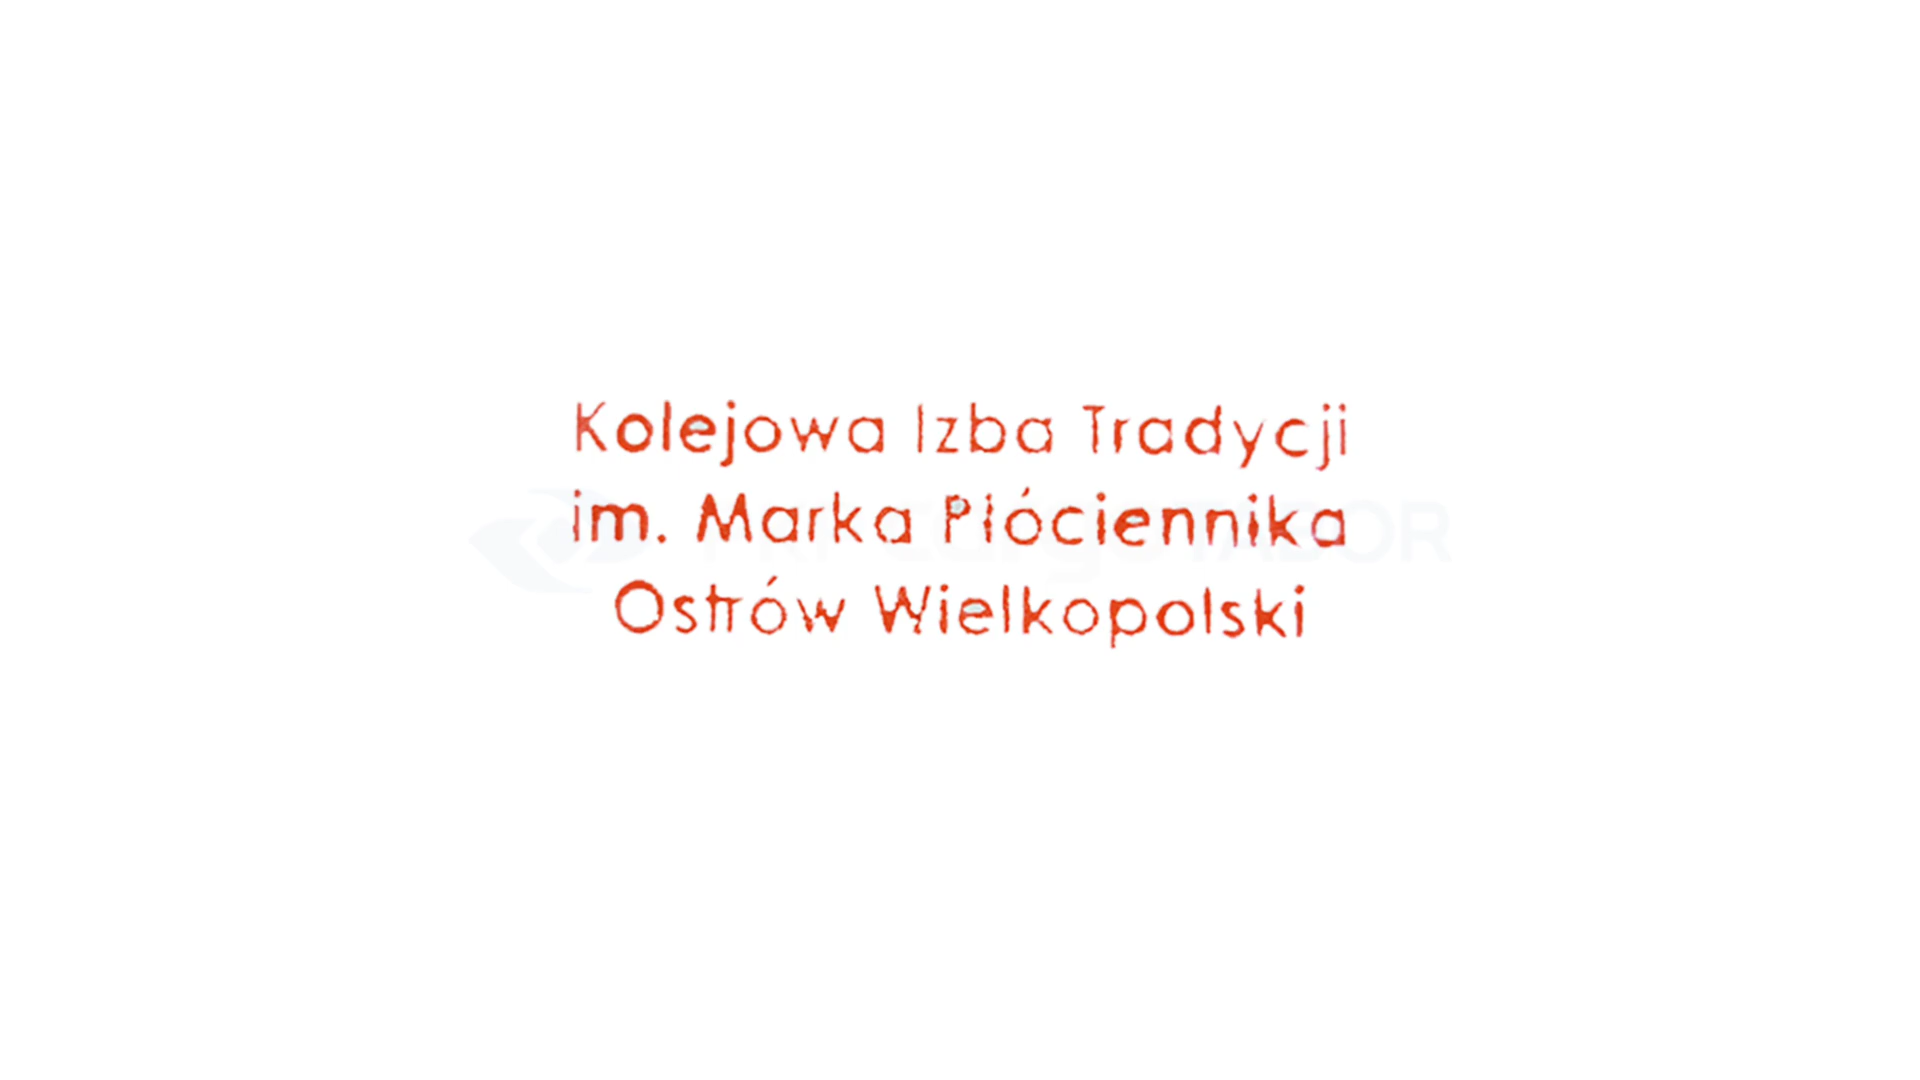 Kolejowa Izba Tradycji
im. Marka Płóciennika
Ostrów Wielkopolski